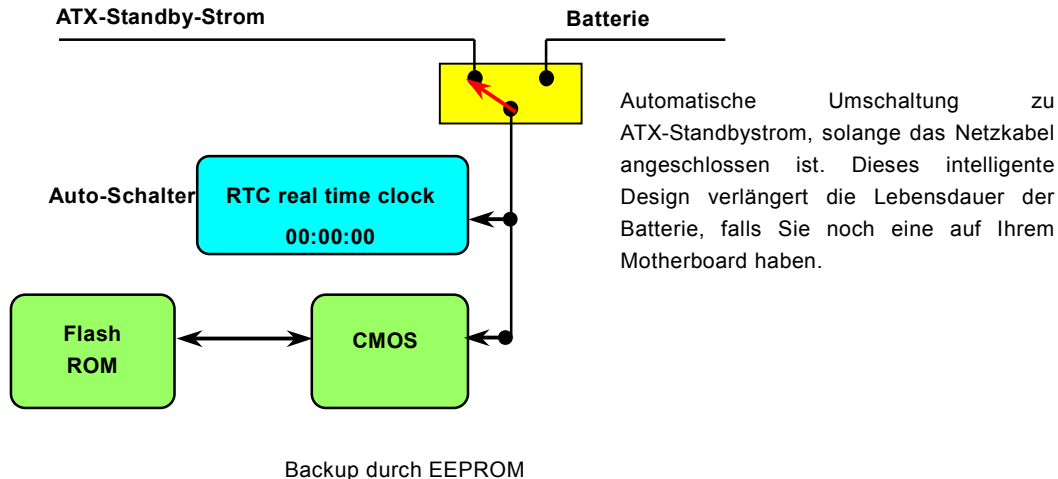 ATX-Standby-Strom
Batterie
Automatische Umschaltung zu
ATX-Standbystrom, solange das Netzkabel
angeschlossen ist. Dieses intelligente
Design verlängert die Lebensdauer der
Batterie, falls Sie noch eine auf Ihrem
Motherboard haben.
Auto-Schalter
RTC real time clock
00:00:00
Flash
ROM
CMOS
Backup durch EEPROM